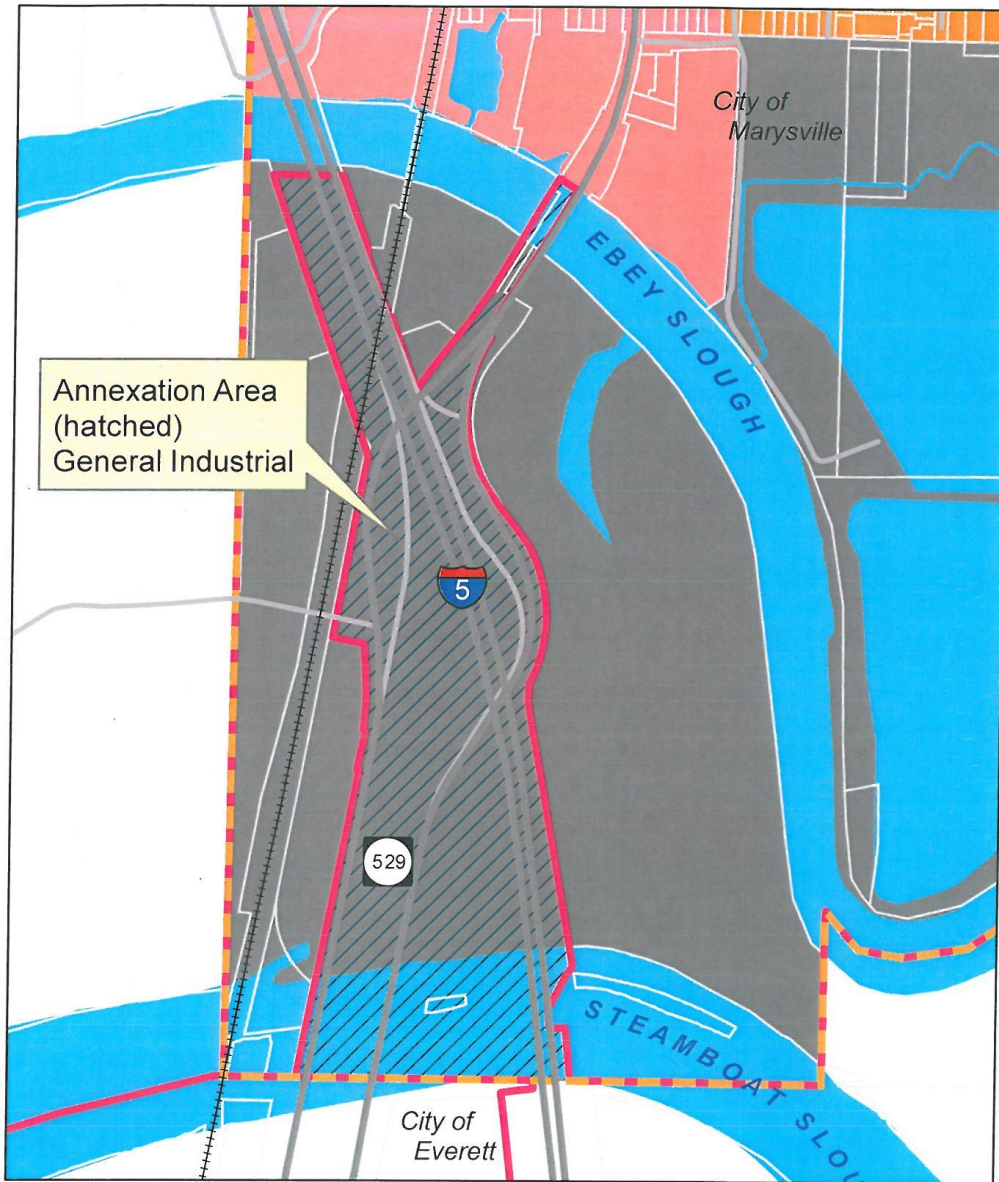 City of
Marysville
EBEY SLOUGH
Annexation Area
(hatched)
General Industrial
5
529
STEAMBOAT SLOU
City of
Everett